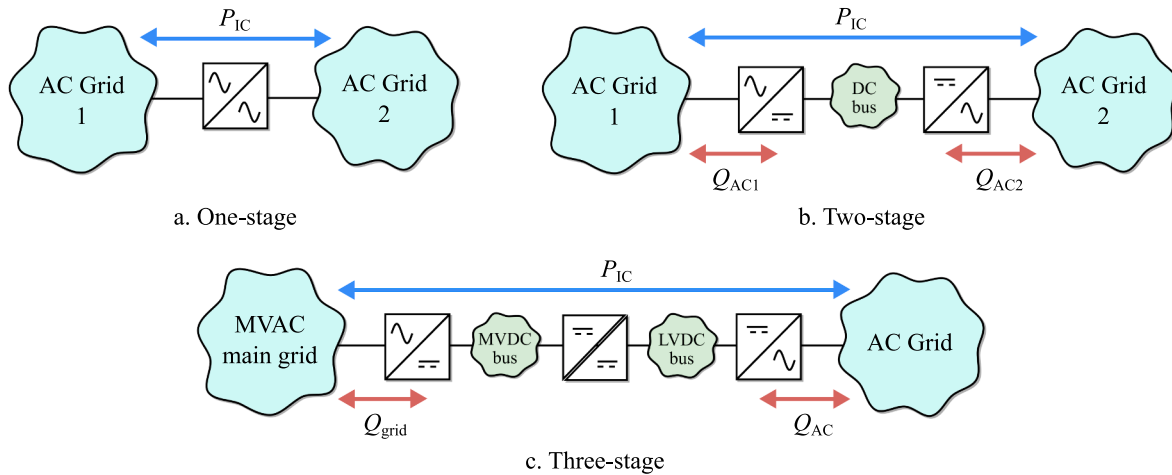 P_IC
AC Grid
1
AC Grid
2
a. One-stage
P_IC
AC Grid
1
DC
bus
AC Grid
2
Q_AC1
Q_AC2
b. Two-stage
P_IC
MVAC
main grid
MVDC
bus
LVDC
bus
AC Grid
Q_grid
Q_AC
c. Three-stage